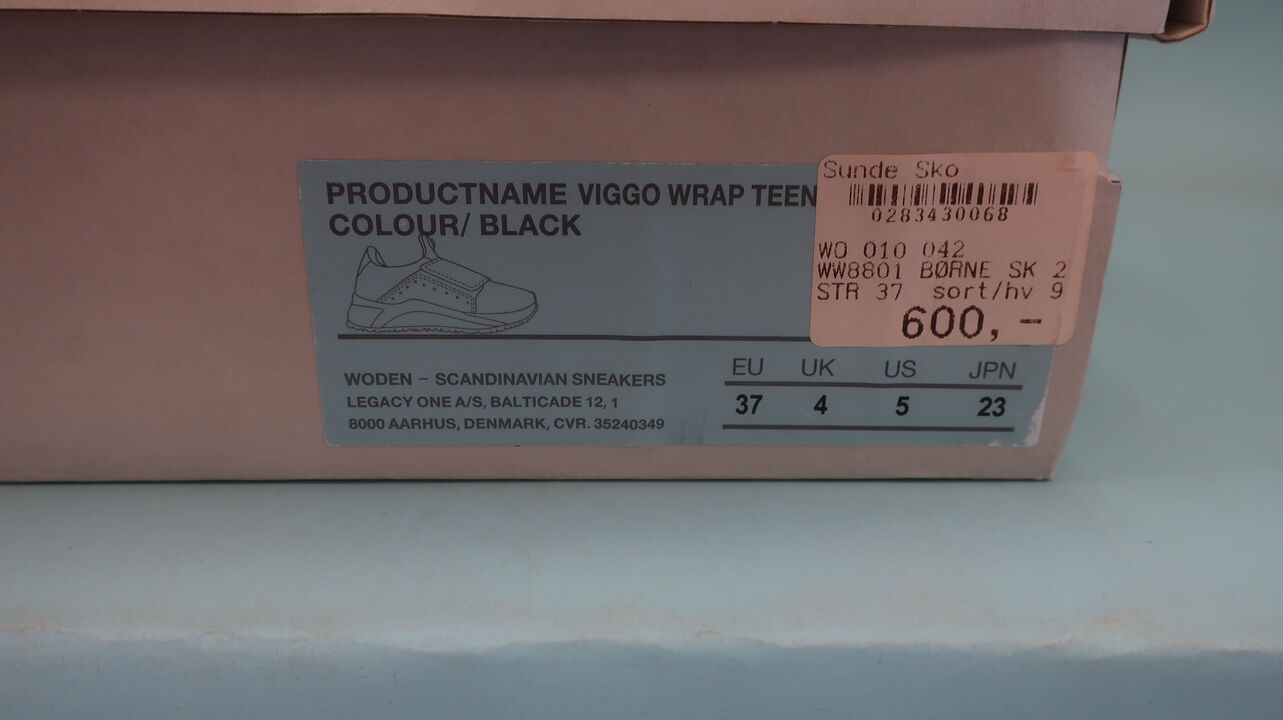 PRODUCTNAME VIGGO WRAP TEEN
COLOUR/ BLACK
Sunde Sko
0283430068
WO 010 042
WW8801 BØRNE SK 2
STR 37 sort/hv 9
600,-
WODEN – SCANDINAVIAN SNEAKERS
LEGACY ONE A/S, BALTICADE 12, 1
8000 AARHUS, DENMARK, CVR. 35240349
EU UK US JPN
37 4 5 23